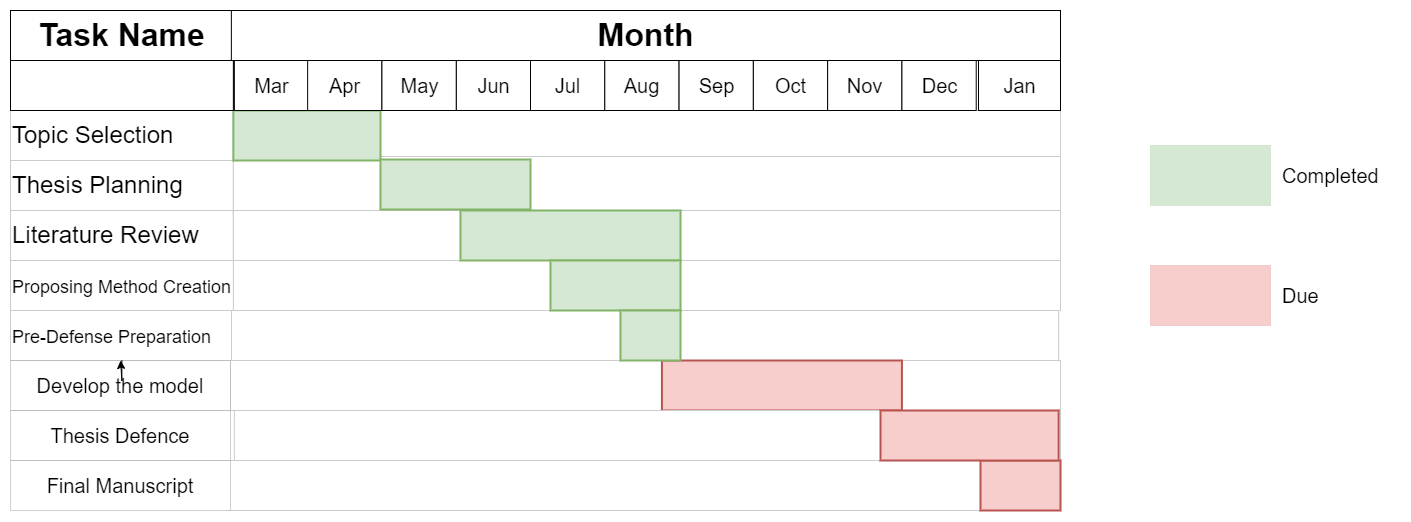 Task Name Month
Mar Apr May Jun Jul Aug Sep Oct Nov Dec Jan
Topic Selection
Completed
Thesis Planning
Literature Review
Proposing Method Creation
Due
Pre-Defense Preparation
Develop the model
Thesis Defence
Final Manuscript